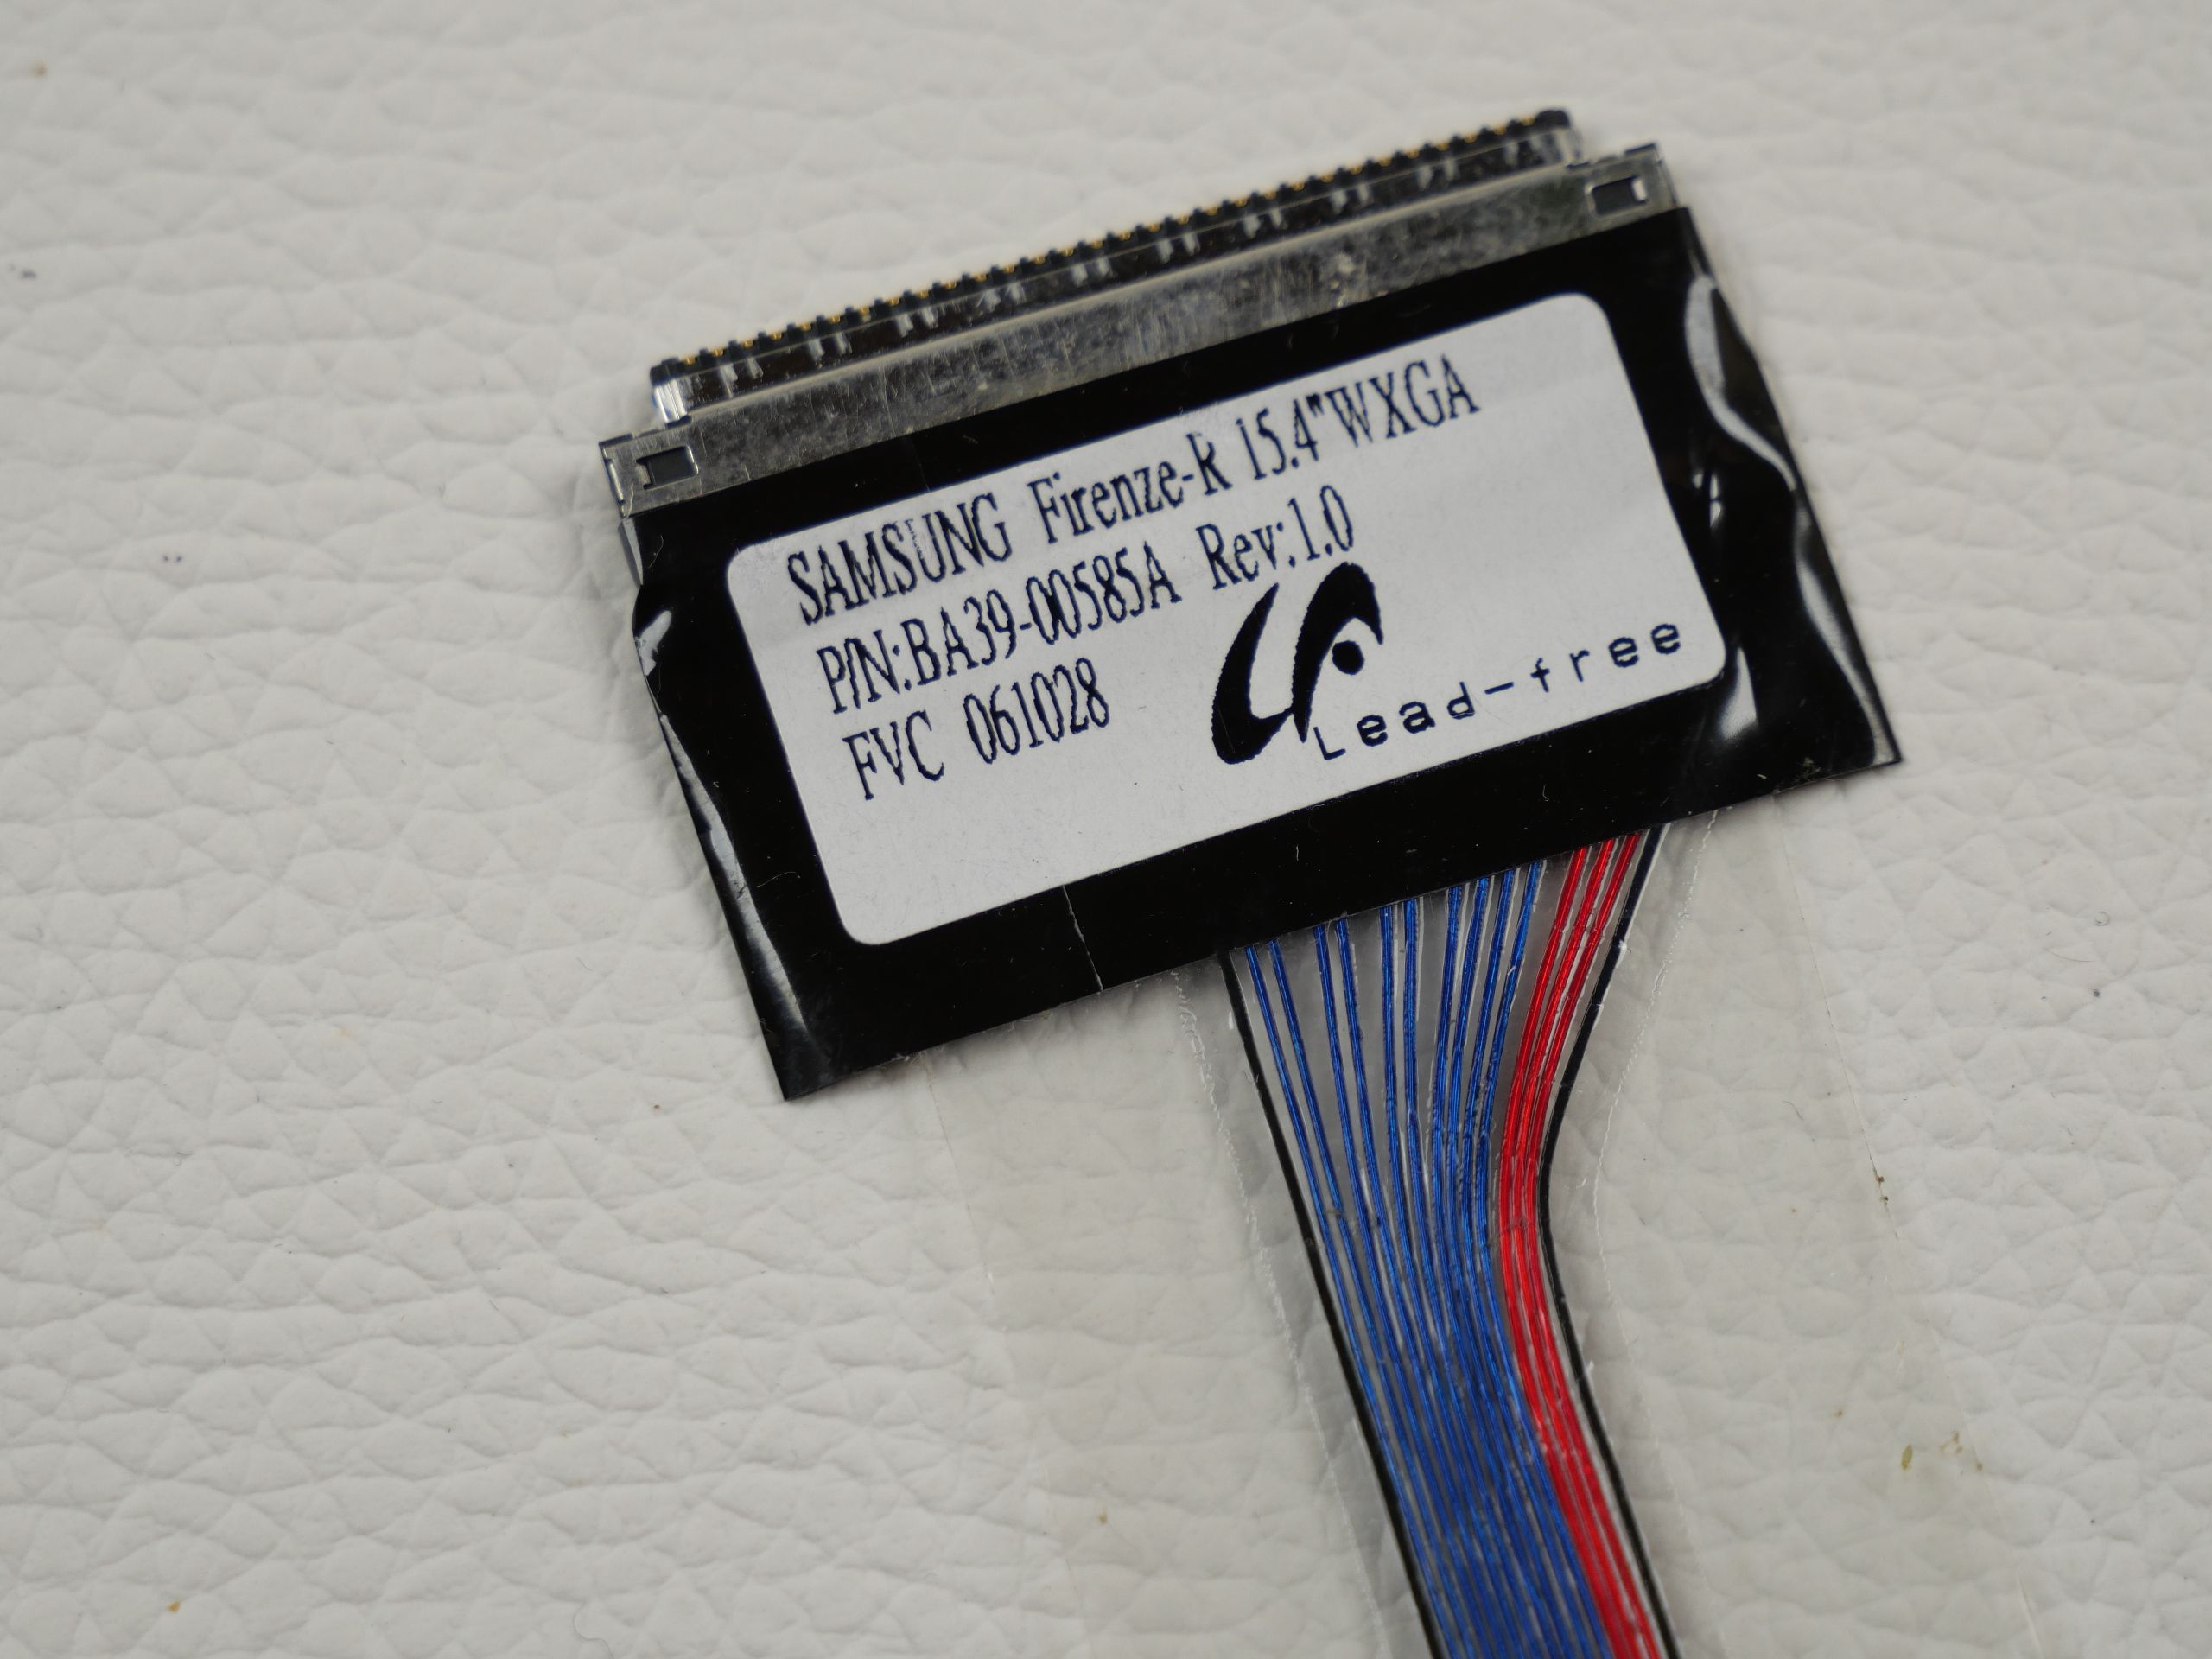 SAMSUNG Firenze-R 15.4"WXGA
P/N:BA39-00585A Rev:1.0
FVC 061028
Lead-free